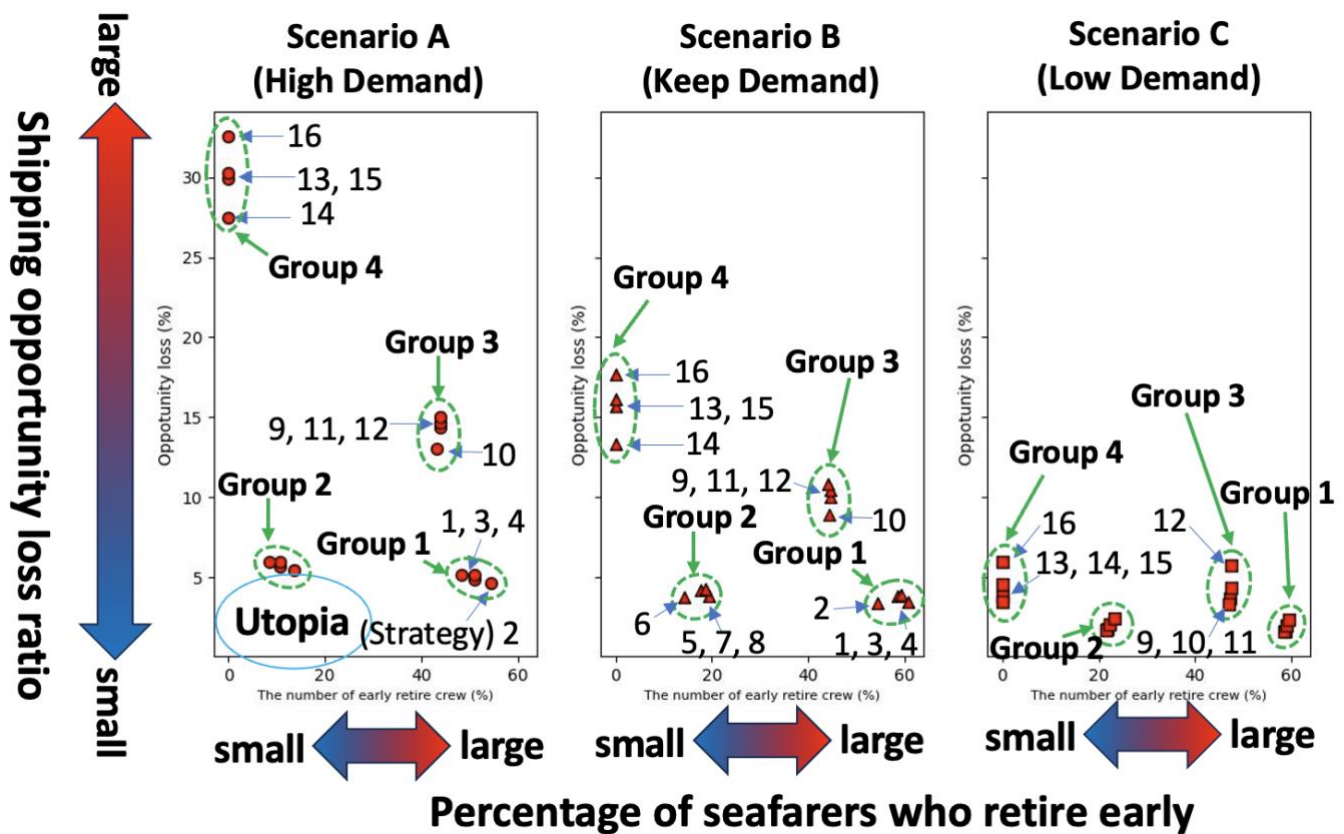 large
Shipping opportunity loss ratio
small
Scenario A
(High Demand)
30
25
20
15
10
5
Oppotunity loss (%)
16
13, 15
14
Group 4
Group 3
9, 11, 12
10
Group 2
1, 3, 4
Group 1
Utopia
(Strategy) 2
0
20
40
60
The number of early retire crew (%)
small
large
Scenario B
(Keep Demand)
Oppotunity loss (%)
Group 4
16
13, 15
14
Group 3
9, 11, 12
10
Group 2
Group 1
6
5, 7, 8
2
1, 3, 4
0
20
40
60
The number of early retire crew (%)
small
large
Scenario C
(Low Demand)
Oppotunity loss (%)
Group 3
Group 4
Group 1
16
12
13, 14, 15
Group 2
9, 10, 11
0
20
40
60
The number of early retire crew (%)
small
large
Percentage of seafarers who retire early